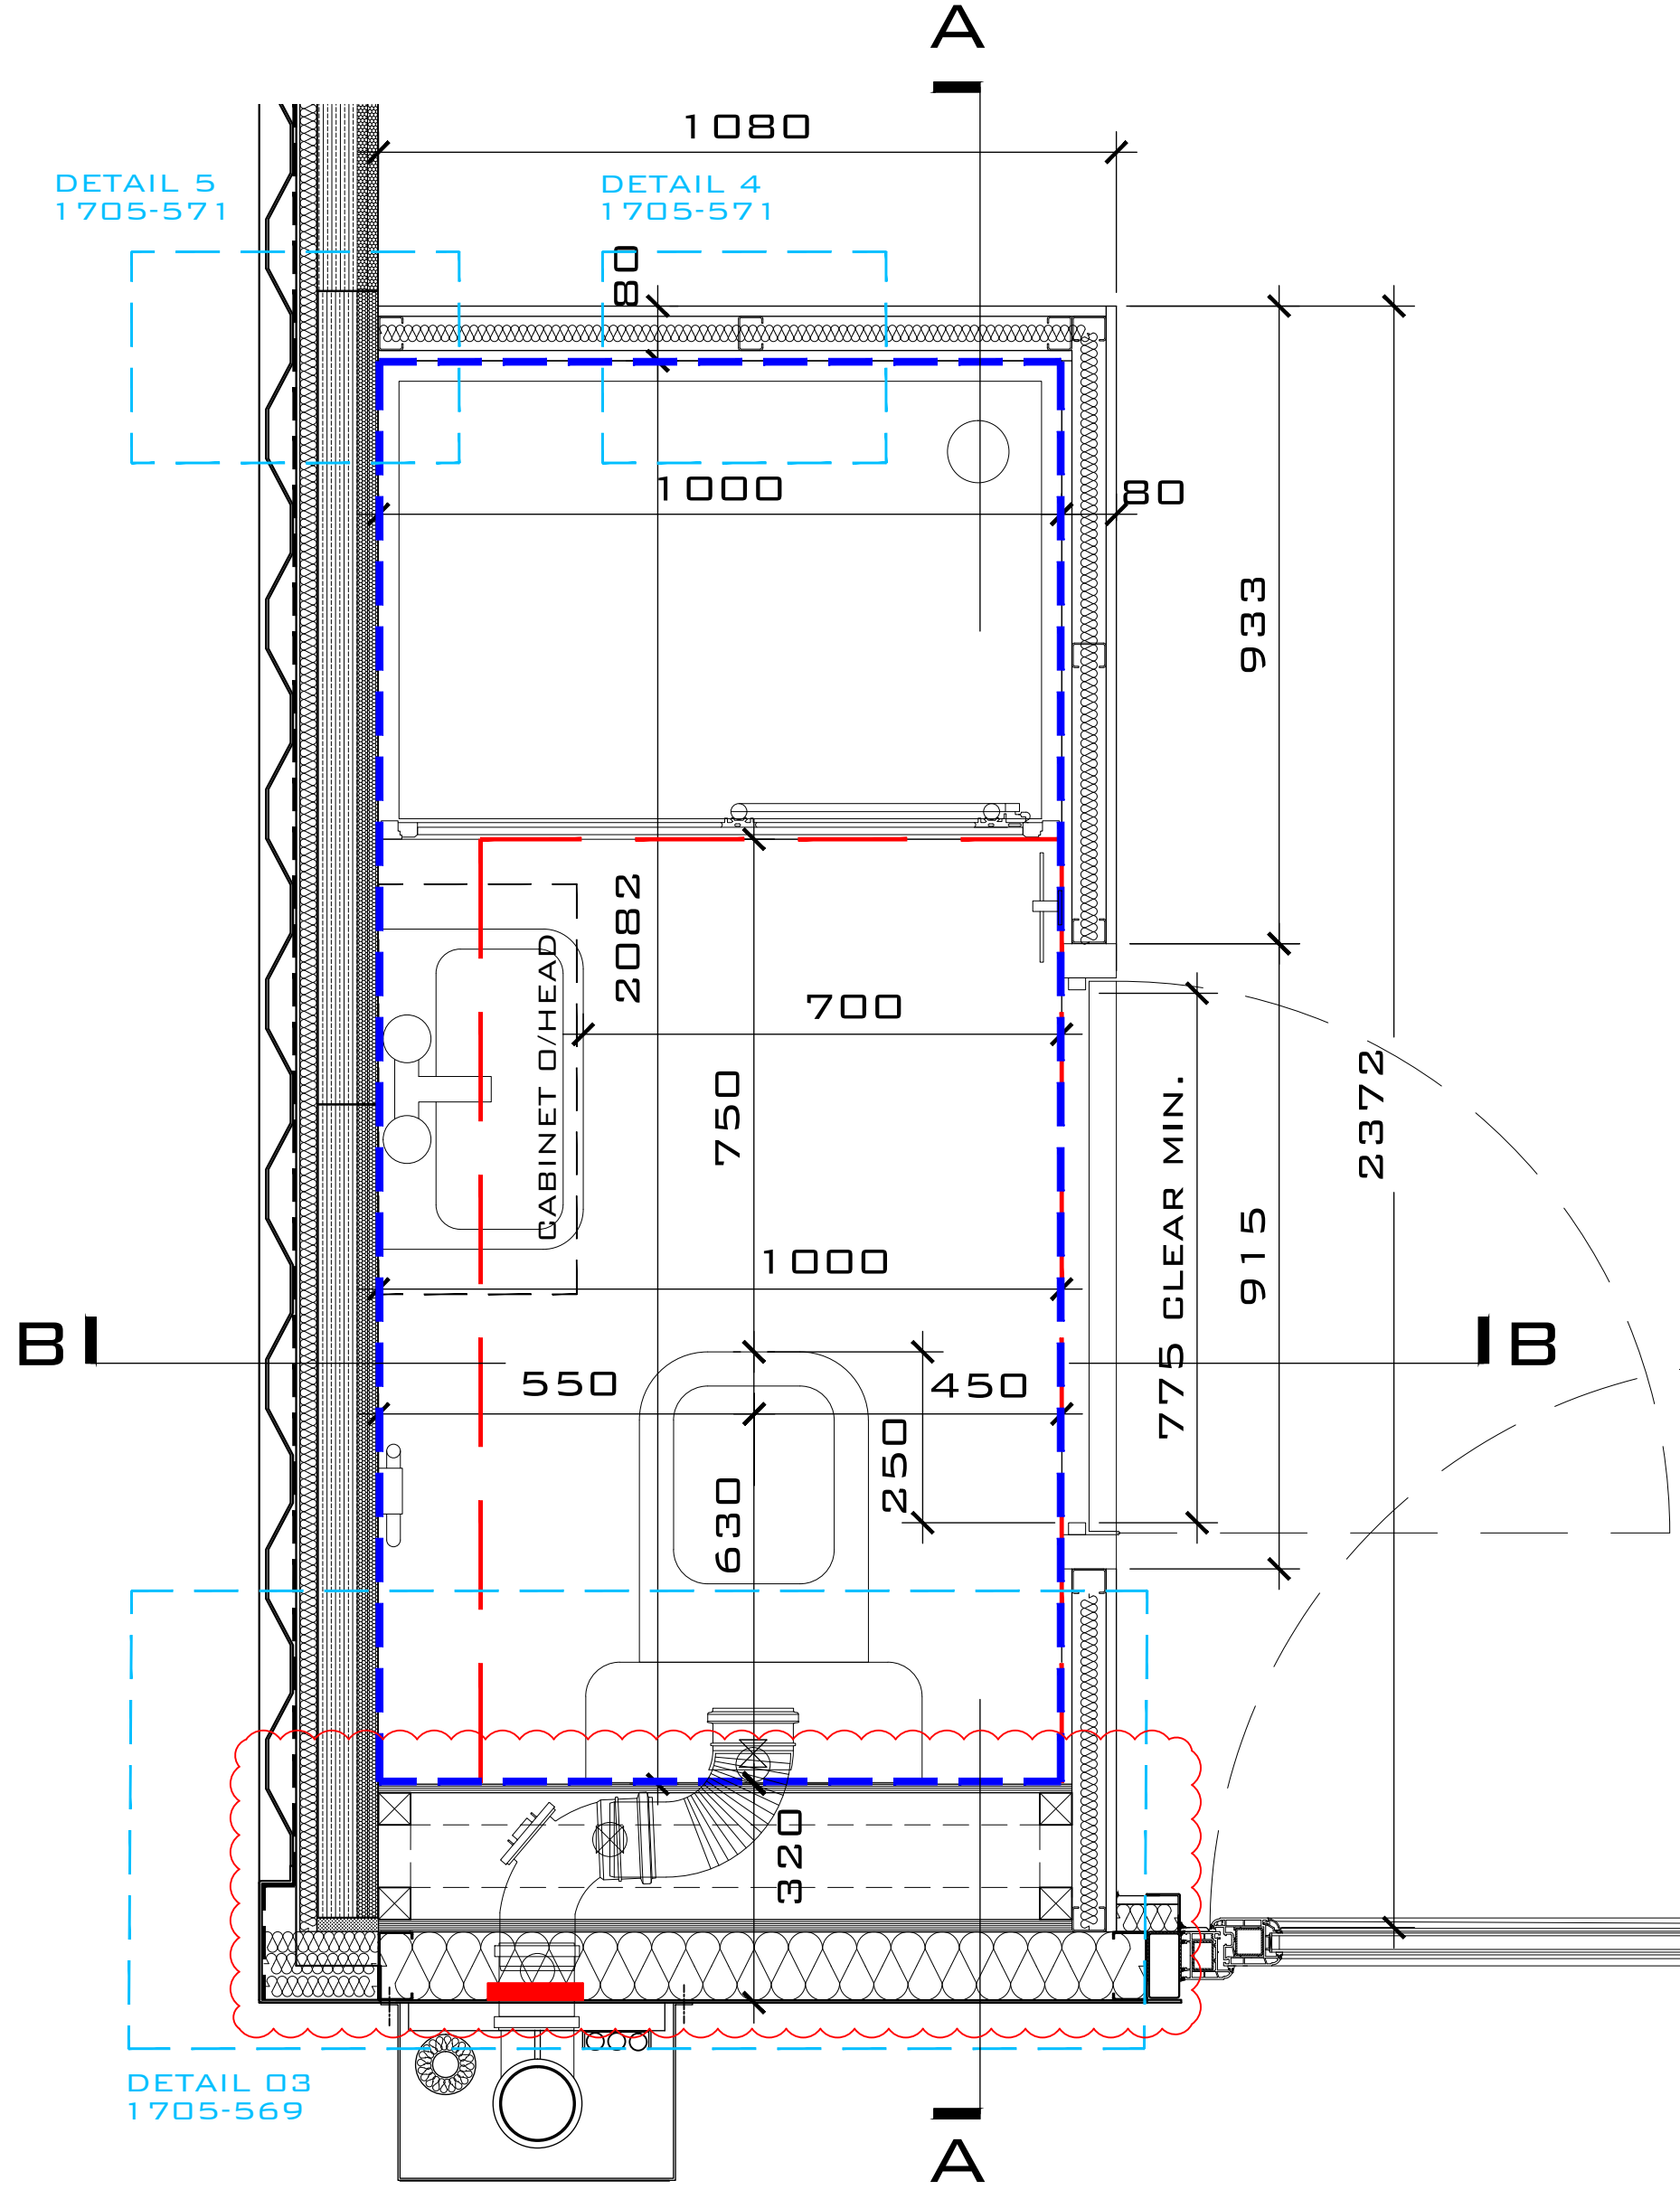 A
1080
DETAIL 5
1705-571
DETAIL 4
1705-571
80
1000
80
933
2082
CABINET O/HEAD
700
750
2372
775 CLEAR MIN.
915
1000
B
B
550
450
250
630
320
DETAIL 03
1705-569
A